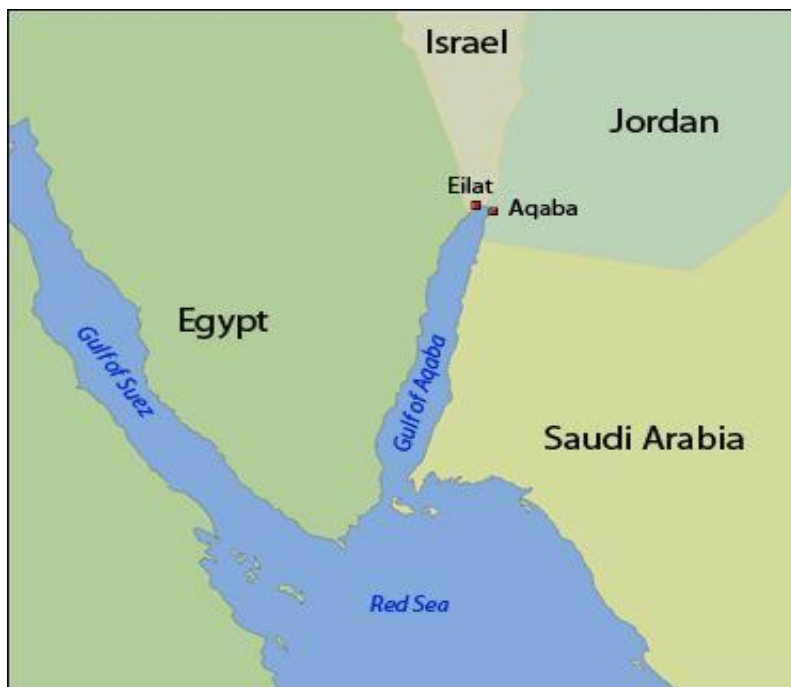 Israel
Jordan
Eilat
Aqaba
Egypt
Gulf of Suez
Gulf of Aqaba
Saudi Arabia
Red Sea